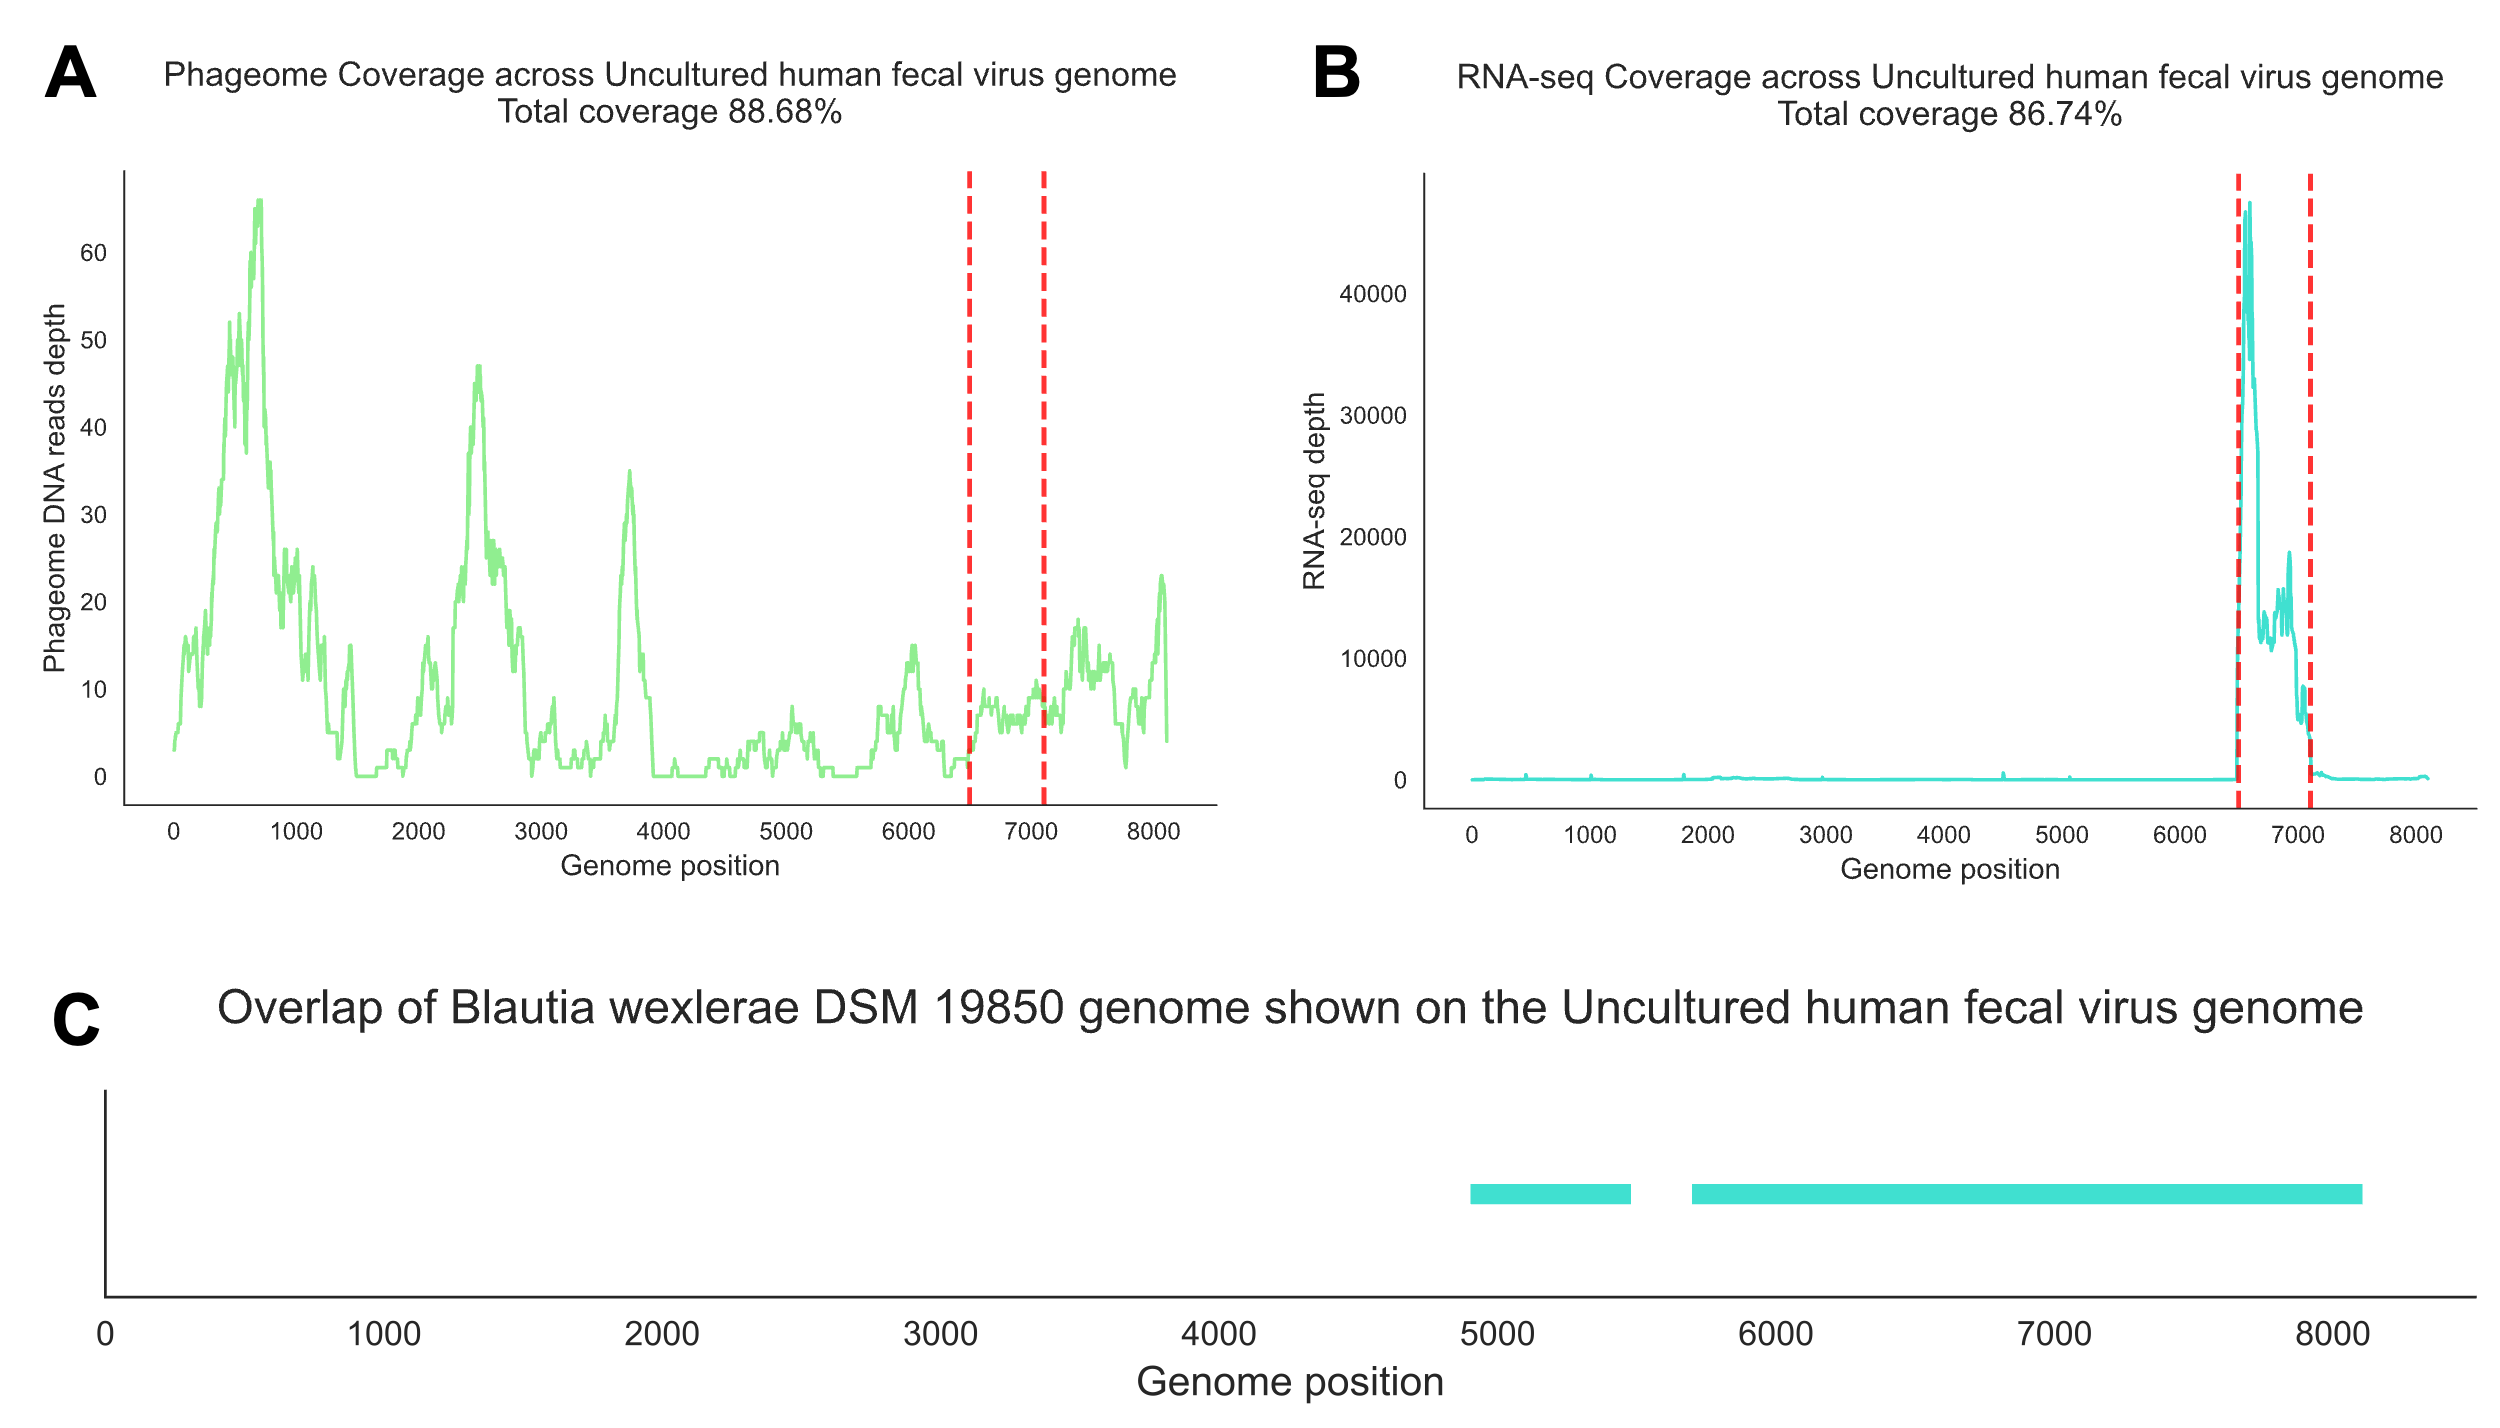 A
Phageome Coverage across Uncultured human fecal virus genome
Total coverage 88.68%
Phageome DNA reads depth
60
50
40
30
20
10
0
0 1000 2000 3000 4000 5000 6000 7000 8000
Genome position
B
RNA-seq Coverage across Uncultured human fecal virus genome
Total coverage 86.74%
RNA-seq depth
40000
30000
20000
10000
0
0 1000 2000 3000 4000 5000 6000 7000 8000
Genome position
C
Overlap of Blautia wexlerae DSM 19850 genome shown on the Uncultured human fecal virus genome
0 1000 2000 3000 4000 5000 6000 7000 8000
Genome position